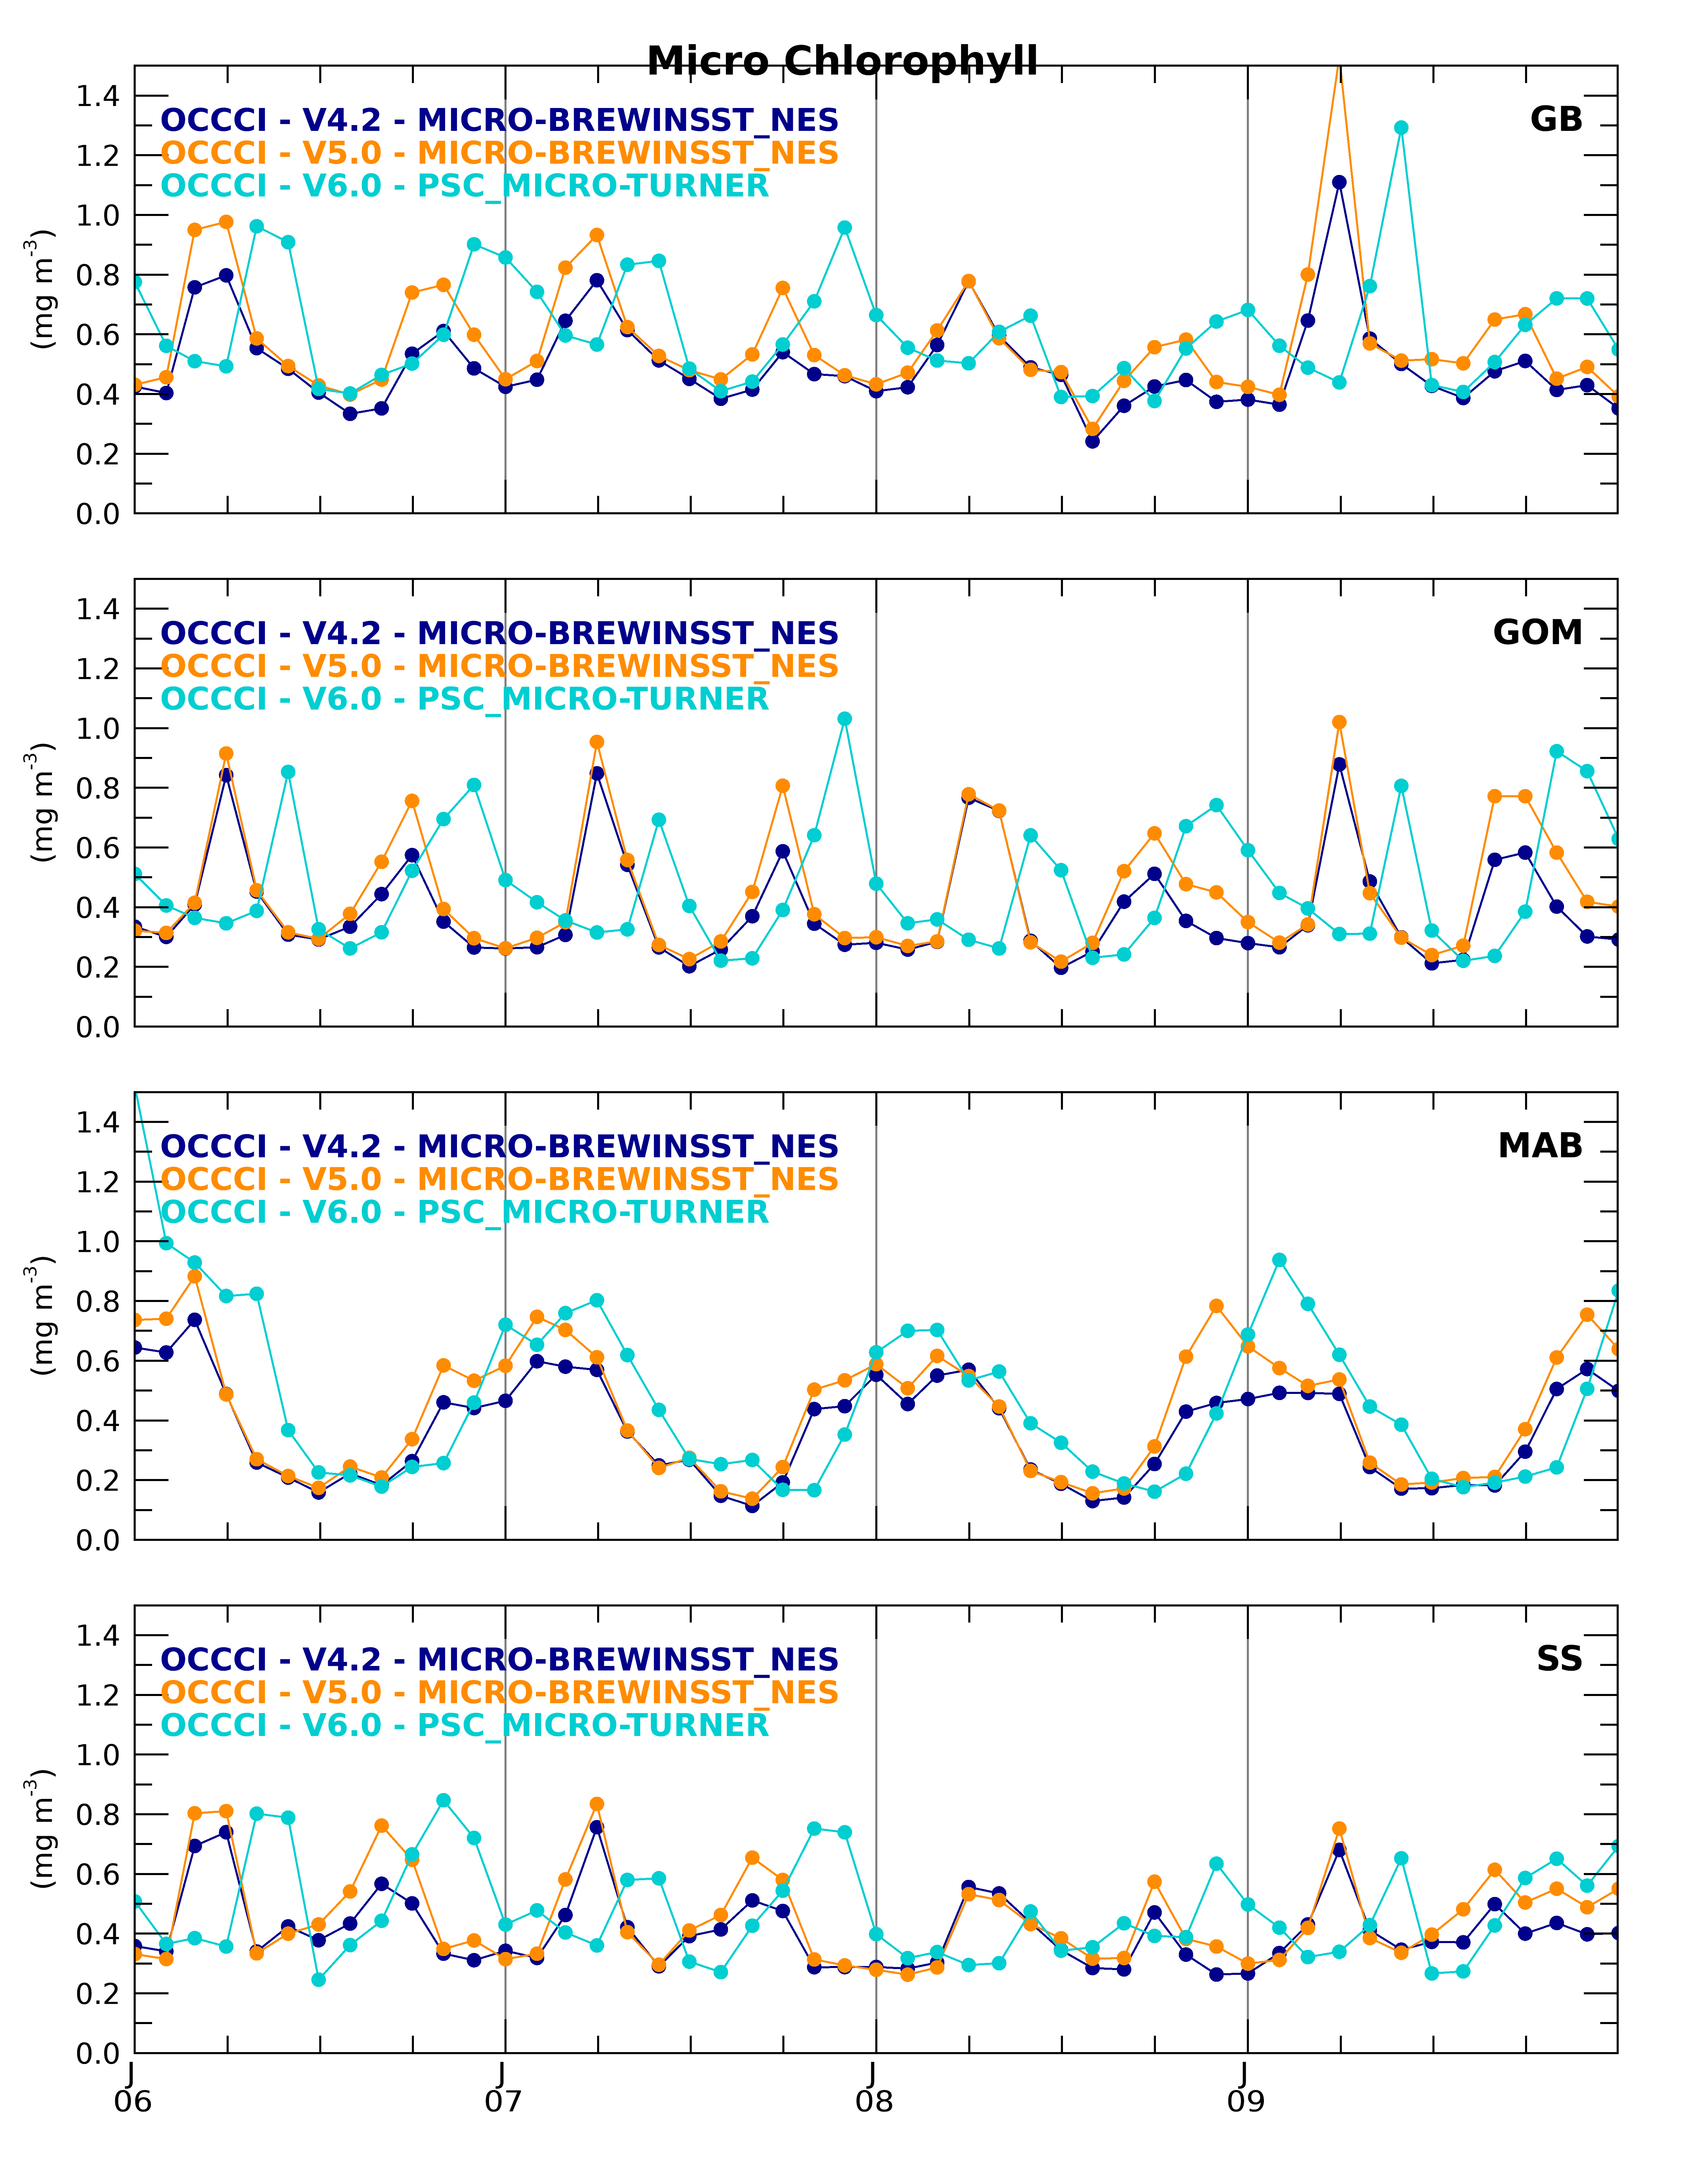 Micro Chlorophyll
1.4
1.2
1.0
0.8
0.6
0.4
0.2
0.0
(mg m-3)
OCCCI - V4.2 - MICRO-BREWINSST_NES
OCCCI - V5.0 - MICRO-BREWINSST_NES
OCCCI - V6.0 - PSC_MICRO-TURNER
GB
1.4
1.2
1.0
0.8
0.6
0.4
0.2
0.0
(mg m-3)
OCCCI - V4.2 - MICRO-BREWINSST_NES
OCCCI - V5.0 - MICRO-BREWINSST_NES
OCCCI - V6.0 - PSC_MICRO-TURNER
GOM
1.4
1.2
1.0
0.8
0.6
0.4
0.2
0.0
(mg m-3)
OCCCI - V4.2 - MICRO-BREWINSST_NES
OCCCI - V5.0 - MICRO-BREWINSST_NES
OCCCI - V6.0 - PSC_MICRO-TURNER
MAB
1.4
1.2
1.0
0.8
0.6
0.4
0.2
0.0
(mg m-3)
OCCCI - V4.2 - MICRO-BREWINSST_NES
OCCCI - V5.0 - MICRO-BREWINSST_NES
OCCCI - V6.0 - PSC_MICRO-TURNER
SS
J J J J
06 07 08 09